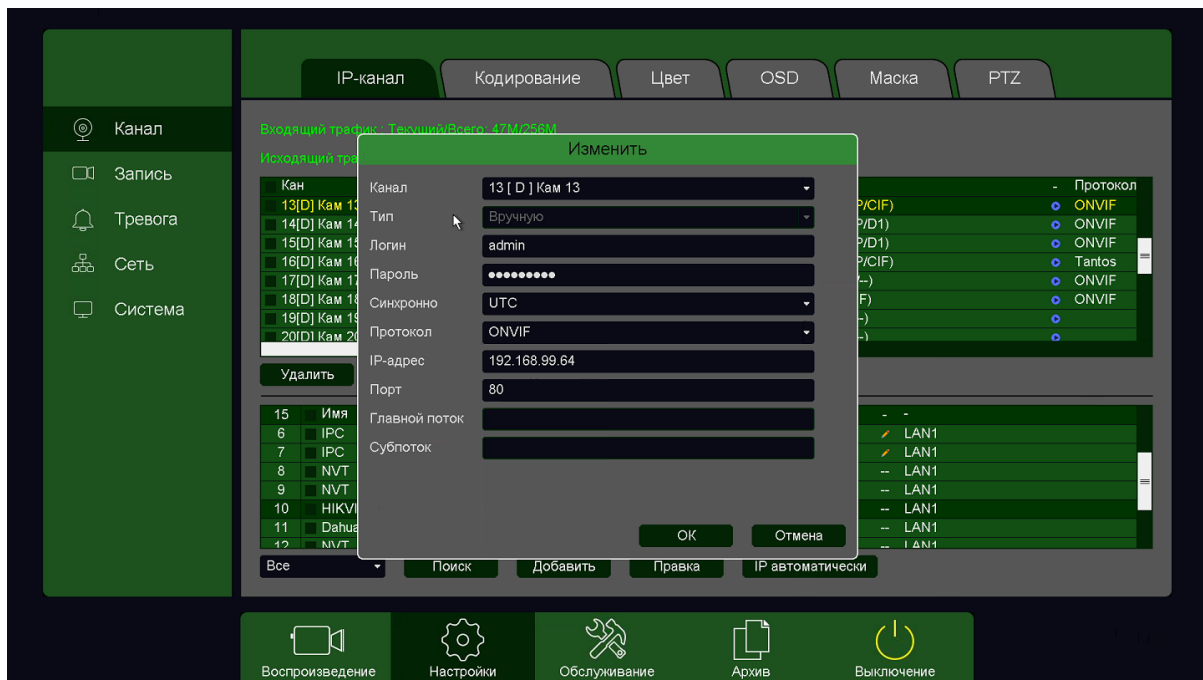 IP-канал Кодирование Цвет OSD Маска PTZ
Канал
Запись
Тревога
Сеть
Система
Входящий трафик : Текущий/Всего: 47M/256M
Исходящий тра
Изменить
Кан - Протокол
13[D] Кам 13 P/CIF) ONVIF
14[D] Кам 14 P/D1) ONVIF
15[D] Кам 15 P/D1) ONVIF
16[D] Кам 16 P/CIF) Tantos
17[D] Кам 17 /--) ONVIF
18[D] Кам 18 F) ONVIF
19[D] Кам 19 --)
20[D] Кам 20 --)
Удалить
Канал 13 [ D ] Кам 13
Тип Вручную
Логин admin
Пароль ●●●●●●●●●
Синхронно UTC
Протокол ONVIF
IP-адрес 192.168.99.64
Порт 80
Главной поток
Субпоток
OK Отмена
15 Имя - -
6 IPC LAN1
7 IPC LAN1
8 NVT -- LAN1
9 NVT -- LAN1
10 HIKVI -- LAN1
11 Dahua -- LAN1
12 NVT -- LAN1
Все Поиск Добавить Правка IP автоматически
Воспроизведение Настройки Обслуживание Архив Выключение